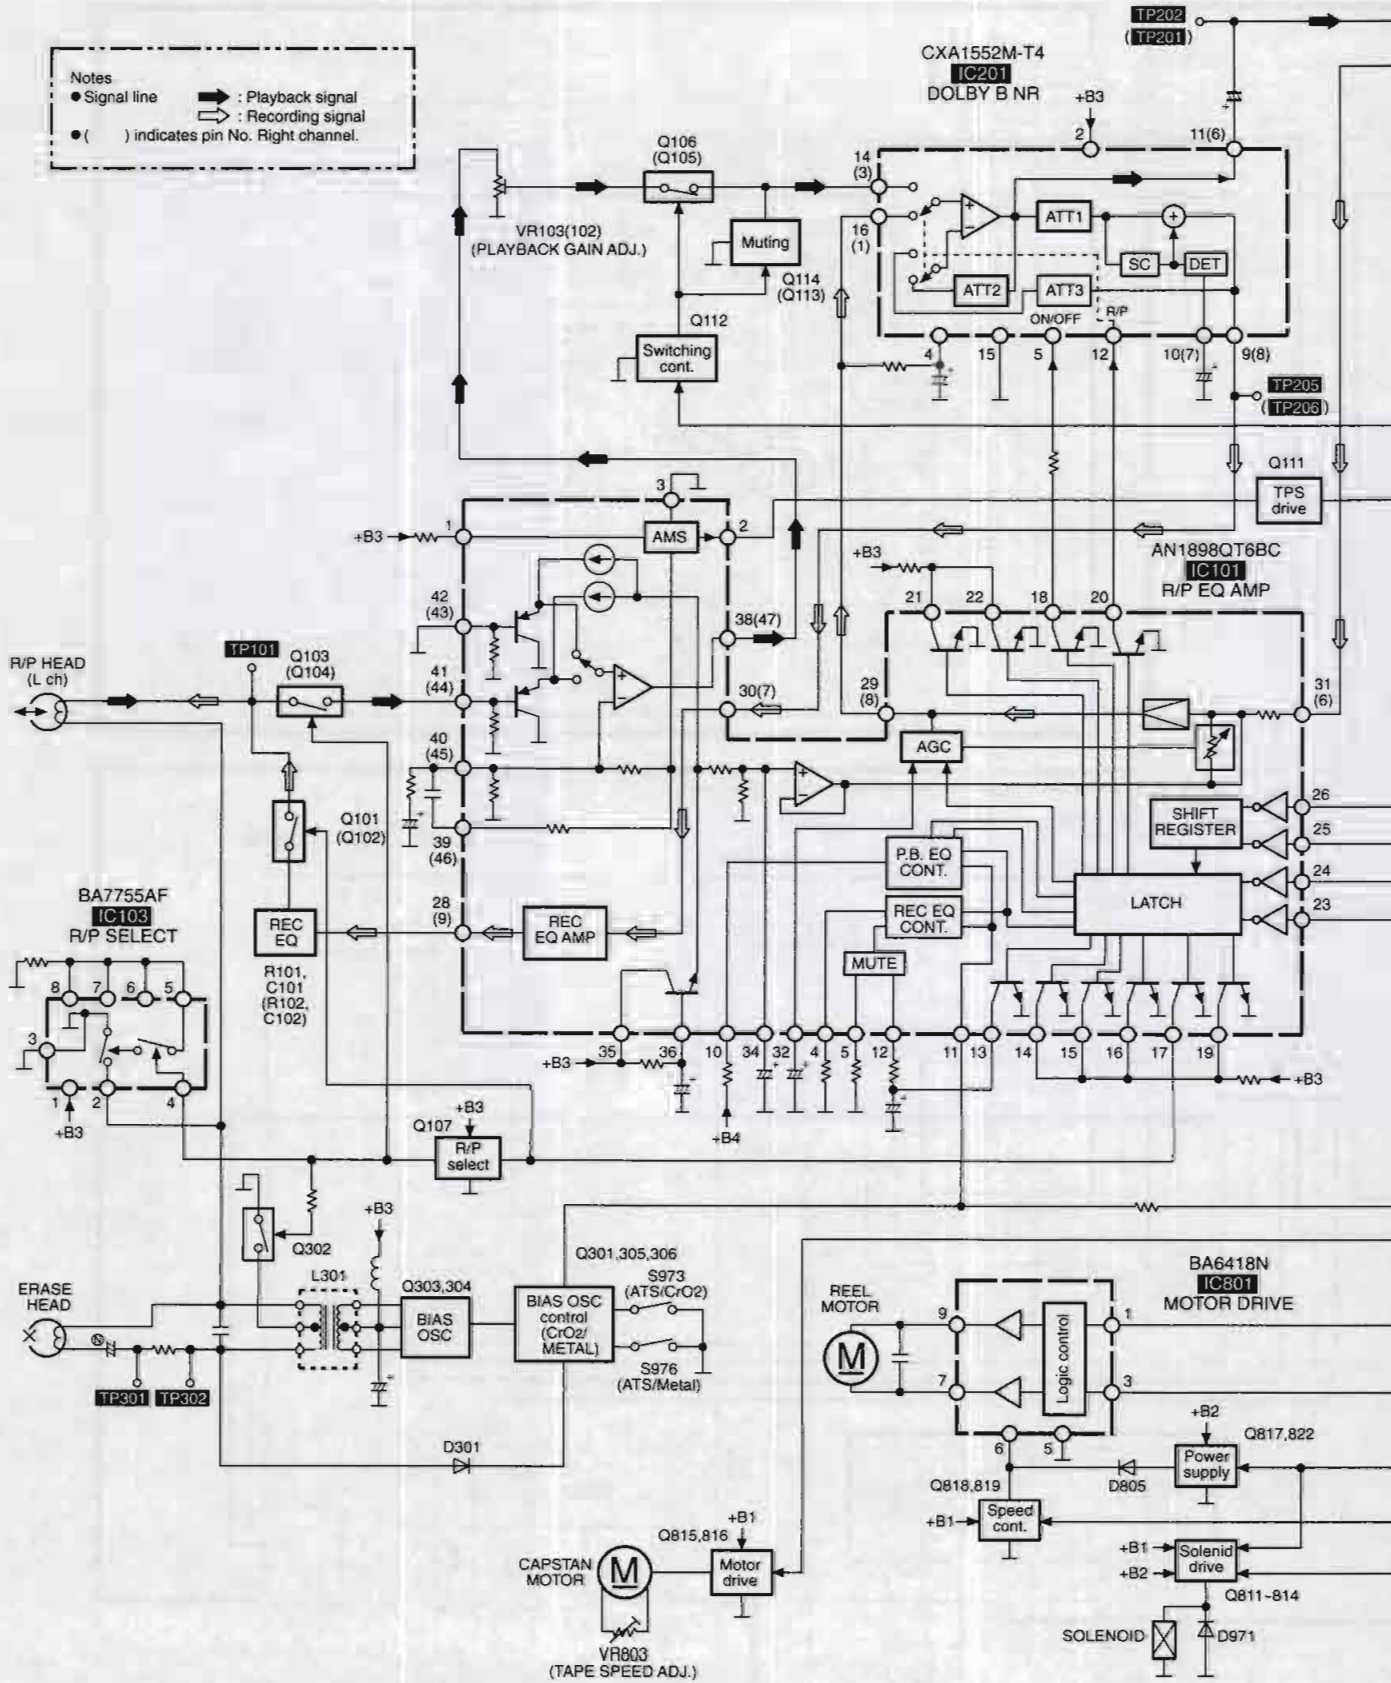 TP202
(TP201)
CXA1552M-T4
IC201
DOLBY B NR
+B3
2
11(6)
+
Notes
● Signal line
: Playback signal
: Recording signal
● ( ) indicates pin No. Right channel.
Q106
(Q105)
14
(3)
16
(1)
VR103(102)
(PLAYBACK GAIN ADJ.)
Muting
Q114
(Q113)
Q112
Switching
cont.
+
−
ATT1
+
SC
DET
ATT2
ATT3
ON/OFF
R/P
4
15
5
12
10(7)
9(8)
+
+
TP205
(TP206)
Q111
TPS
drive
3
+B3
1
AMS
2
AN1898QT6BC
IC101
R/P EQ AMP
+B3
21
22
18
20
42
(43)
38(47)
R/P HEAD
(L ch)
TP101
Q103
(Q104)
41
(44)
+
−
30(7)
29
(8)
31
(6)
40
(45)
AGC
+
−
26
SHIFT
REGISTER
25
+
39
(46)
Q101
(Q102)
P.B. EQ
CONT.
24
LATCH
23
BA7755AF
IC103
R/P SELECT
28
(9)
REC
EQ
REC
EQ AMP
REC EQ
CONT.
MUTE
R101,
C101
(R102,
C102)
8
7
6
5
3
1
2
4
+B3
+B3
35
36
10
34
32
4
5
12
11
13
14
15
16
17
19
+B3
+
+
+
+
+B4
Q107
+B3
R/P
select
Q302
+B3
ERASE
HEAD
L301
Q303,304
BIAS
OSC
Q301,305,306
BIAS OSC
control
(CrO2/
METAL)
S973
(ATS/CrO2)
S976
(ATS/Metal)
N
TP301
TP302
+
D301
REEL
MOTOR
M
BA6418N
IC801
MOTOR DRIVE
9
1
7
3
Logic control
6
5
+B2
Q817,822
Power
supply
D805
Q818,819
+B1
Speed
cont.
Q815,816
+B1
CAPSTAN
MOTOR
M
Motor
drive
VR803
(TAPE SPEED ADJ.)
+B1
+B2
Solenid
drive
Q811~814
SOLENOID
D971